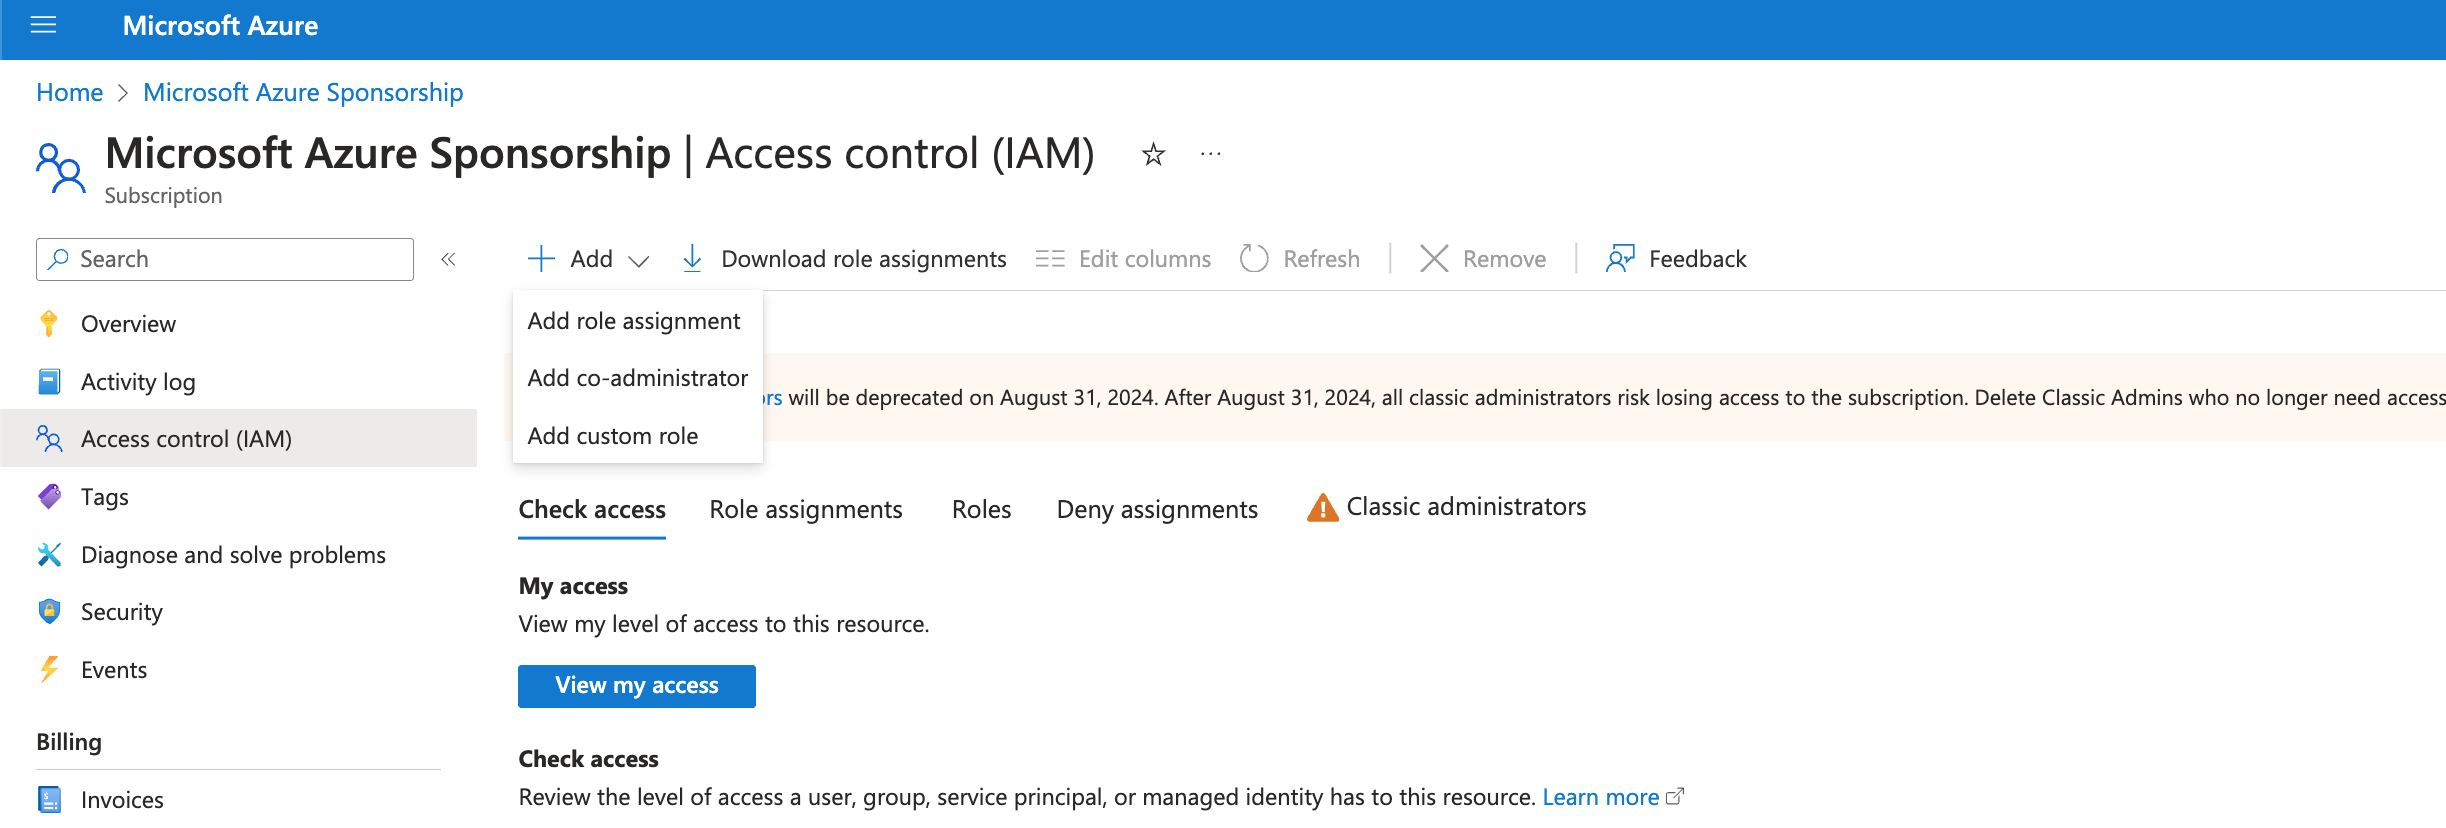 Microsoft Azure
Home > Microsoft Azure Sponsorship
Microsoft Azure Sponsorship | Access control (IAM)
Subscription
Search
Add
Download role assignments
Edit columns
Refresh
Remove
Feedback
Overview
Activity log
Access control (IAM)
Tags
Diagnose and solve problems
Security
Events
Billing
Invoices
Add role assignment
Add co-administrator
Add custom role
rs will be deprecated on August 31, 2024. After August 31, 2024, all classic administrators risk losing access to the subscription. Delete Classic Admins who no longer need access
Check access
Role assignments
Roles
Deny assignments
Classic administrators
My access
View my level of access to this resource.
View my access
Check access
Review the level of access a user, group, service principal, or managed identity has to this resource. Learn more